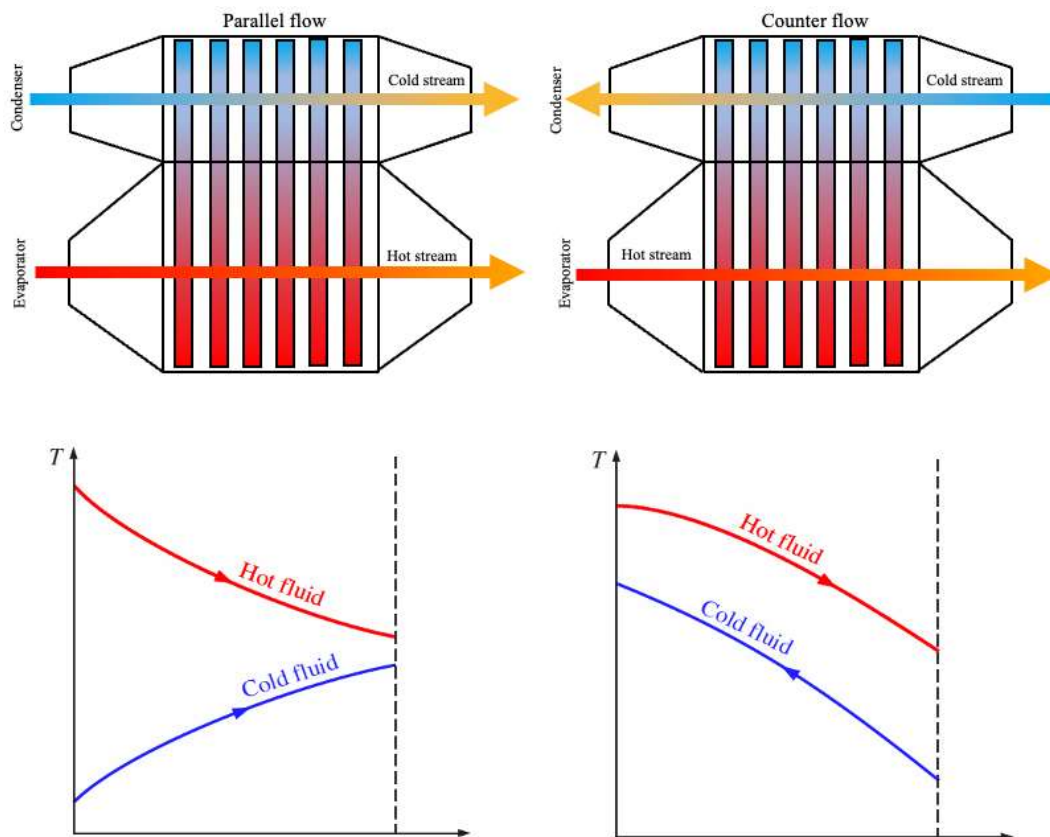 Parallel flow
Counter flow
Condenser
Cold stream
Condenser
Cold stream
Evaporator
Hot stream
Evaporator
Hot stream
T
Hot fluid
Cold fluid
T
Hot fluid
Cold fluid